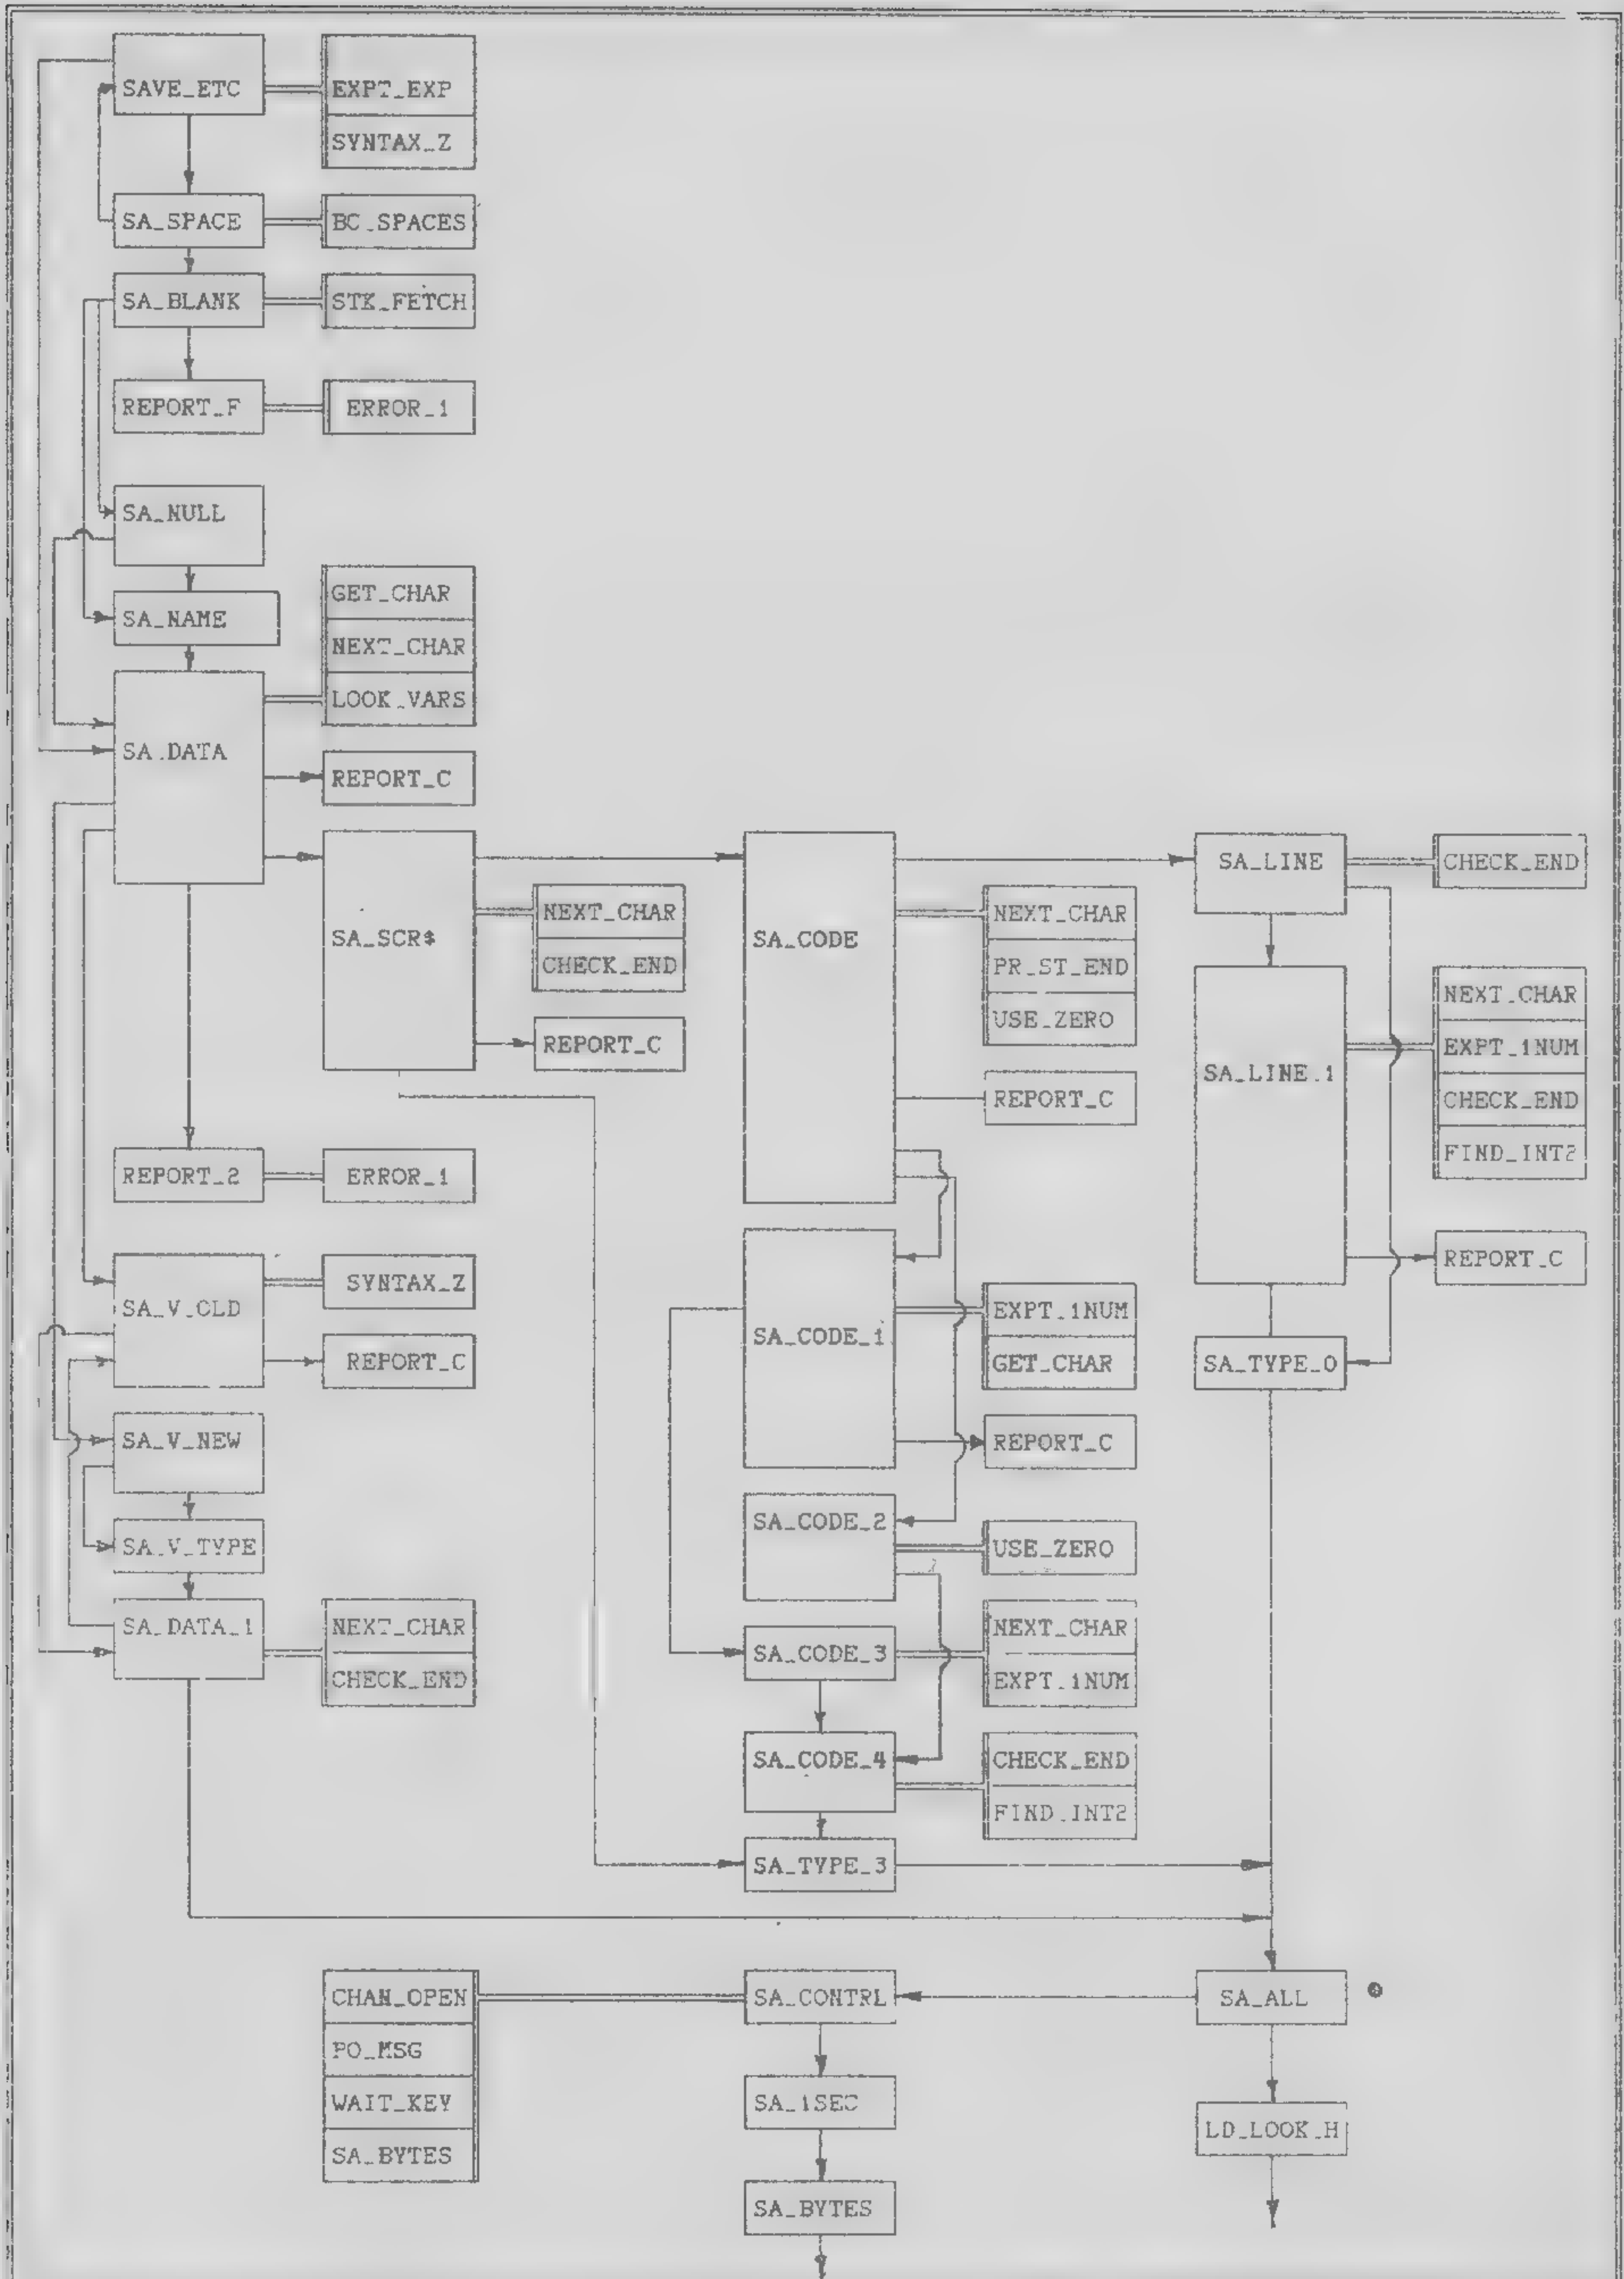 SAVE_ETC
EXPT_EXP
SYNTAX_Z
SA_SPACE
BC_SPACES
SA_BLANK
STK_FETCH
REPORT_F
ERROR_1
SA_NULL
GET_CHAR
SA_NAME
NEXT_CHAR
LOOK_VARS
SA_DATA
REPORT_C
SA_SCR$
NEXT_CHAR
CHECK_END
REPORT_C
SA_CODE
NEXT_CHAR
PR_ST_END
USE_ZERO
REPORT_C
SA_LINE
CHECK_END
SA_LINE_1
NEXT_CHAR
EXPT_1NUM
CHECK_END
FIND_INT2
REPORT_C
SA_TYPE_0
REPORT_2
ERROR_1
SA_V_OLD
SYNTAX_Z
REPORT_C
SA_V_NEW
SA_V_TYPE
SA_DATA_1
NEXT_CHAR
CHECK_END
SA_CODE_1
EXPT_1NUM
GET_CHAR
REPORT_C
SA_CODE_2
USE_ZERO
SA_CODE_3
NEXT_CHAR
EXPT_1NUM
SA_CODE_4
CHECK_END
FIND_INT2
SA_TYPE_3
CHAN_OPEN
PO_MSG
WAIT_KEY
SA_BYTES
SA_CONTRL
SA_ALL
SA_1SEC
LD_LOOK_H
SA_BYTES